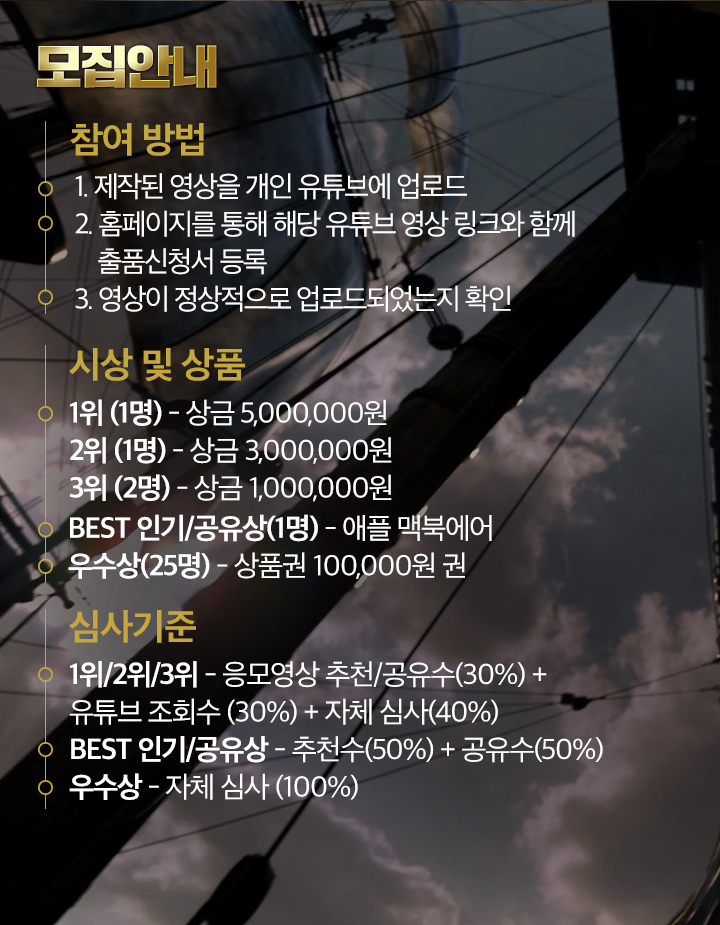 모집안내
참여 방법
1. 제작된 영상을 개인 유튜브에 업로드
2. 홈페이지를 통해 해당 유튜브 영상 링크와 함께
출품신청서 등록
3. 영상이 정상적으로 업로드되었는지 확인
시상 및 상품
1위 (1명) - 상금 5,000,000원
2위 (1명) - 상금 3,000,000원
3위 (2명) - 상금 1,000,000원
BEST 인기/공유상(1명) - 애플 맥북에어
우수상(25명) - 상품권 100,000원 권
심사기준
1위/2위/3위 - 응모영상 추천/공유수(30%) +
유튜브 조회수 (30%) + 자체 심사(40%)
BEST 인기/공유상 - 추천수(50%) + 공유수(50%)
우수상 - 자체 심사 (100%)